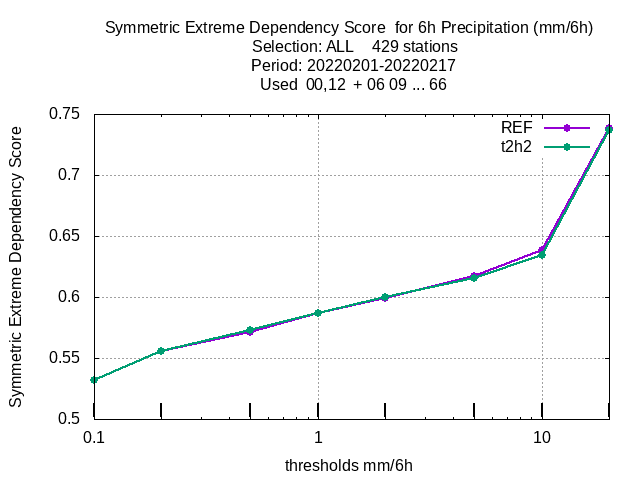 Symmetric Extreme Dependency Score  for 6h Precipitation (mm/6h)
Selection: ALL    429 stations
Period: 20220201-20220217
Used  00,12  + 06 09 ... 66
Symmetric Extreme Dependency Score
0.75
0.7
0.65
0.6
0.55
0.5
REF
t2h2
0.1
1
10
thresholds mm/6h